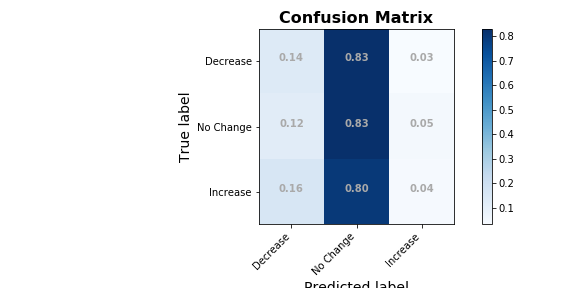 Confusion Matrix
True label
Decrease 0.14 0.83 0.03
No Change 0.12 0.83 0.05
Increase 0.16 0.80 0.04
Decrease No Change Increase
Predicted label
0.8
0.7
0.6
0.5
0.4
0.3
0.2
0.1